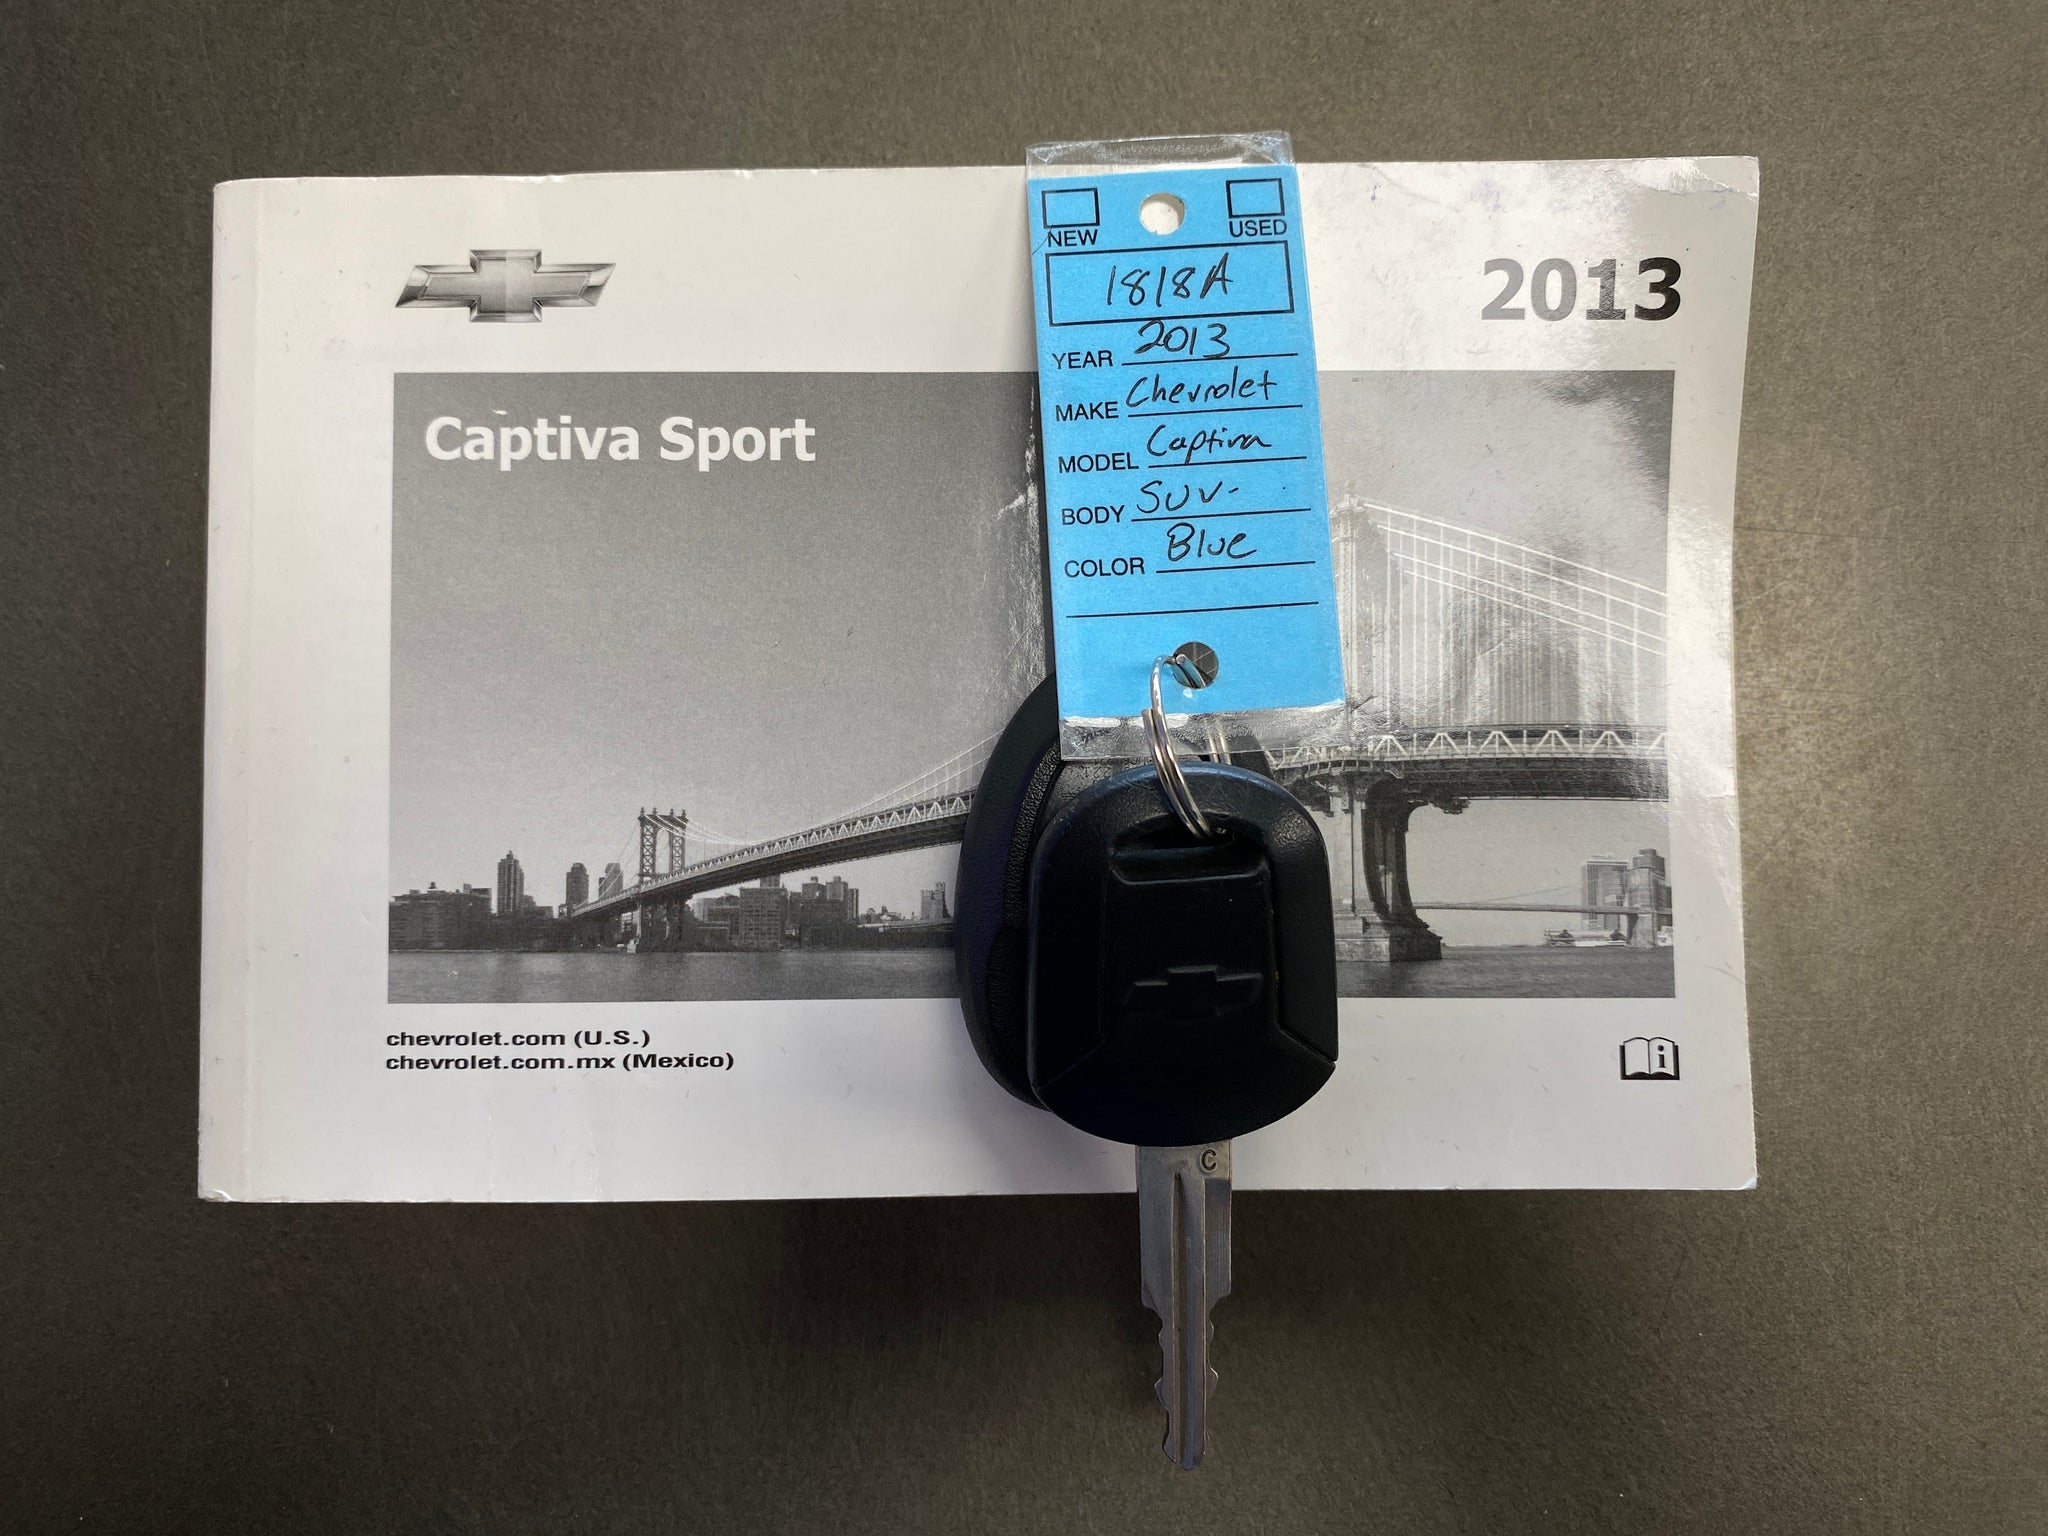 2013
Captiva Sport
chevrolet.com (U.S.)
chevrolet.com.mx (Mexico)
NEW USED
1818A
YEAR 2013
MAKE Chevrolet
MODEL Captiva
BODY SUV-
COLOR Blue
C